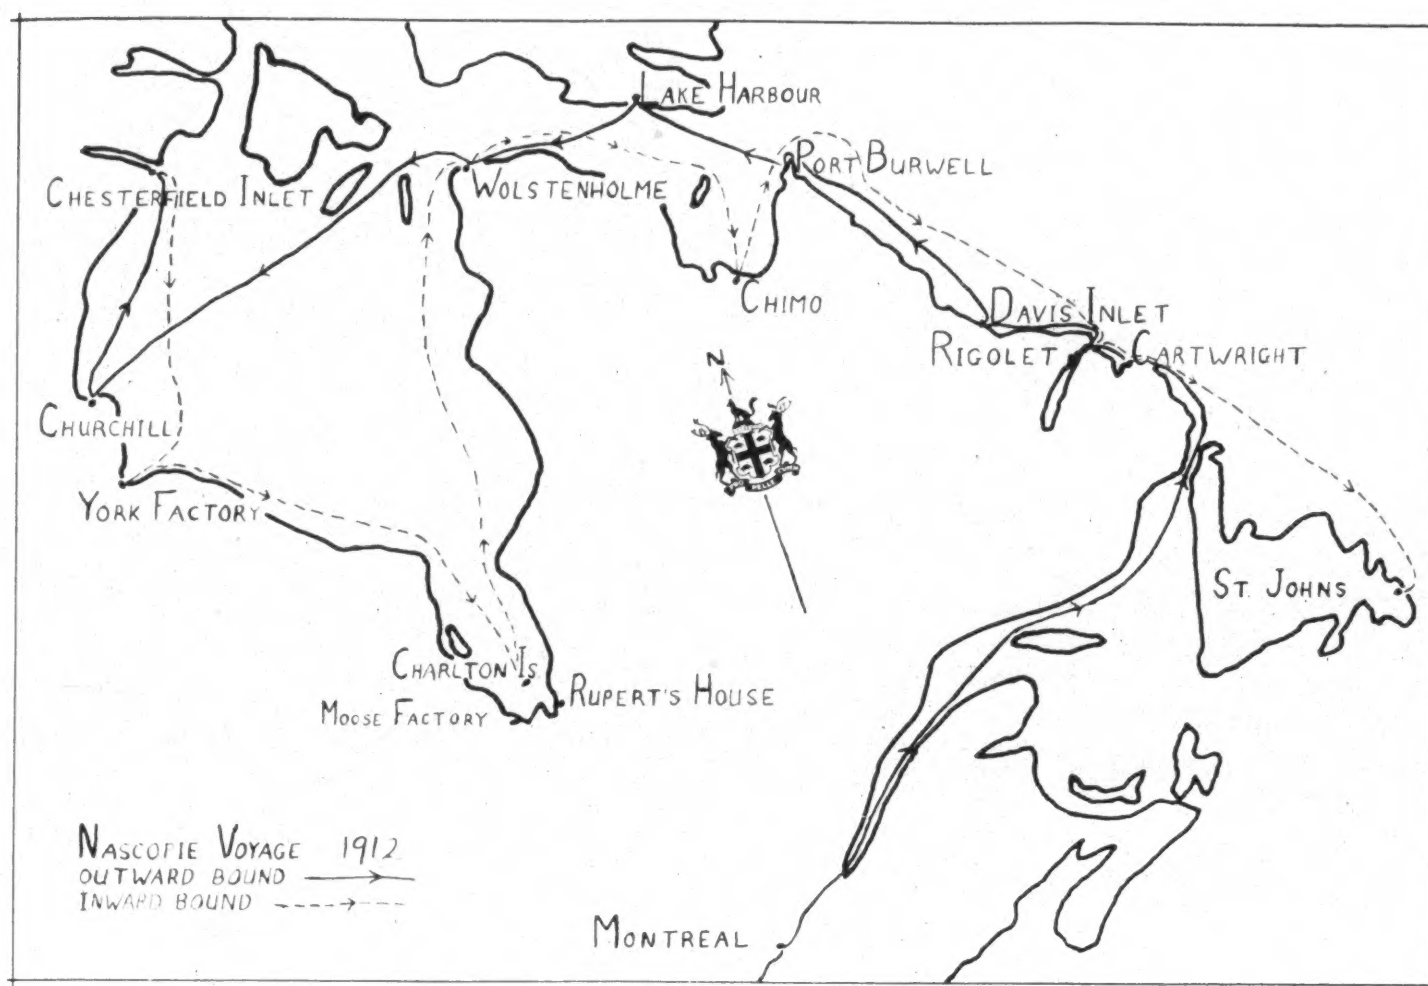 LAKE HARBOUR
PORT BURWELL
CHESTERFIELD INLET
WOLSTENHOLME
CHIMO
DAVIS INLET
RIGOLET
CARTWRIGHT
N
CHURCHILL
YORK FACTORY
ST. JOHNS
CHARLTON IS
RUPERT'S HOUSE
MOOSE FACTORY
NASCOPIE VOYAGE 1912
OUTWARD BOUND
INWARD BOUND
MONTREAL